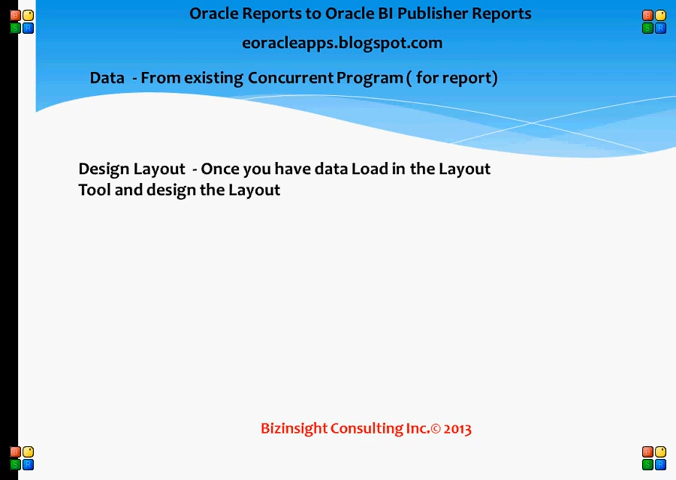 Oracle Reports to Oracle BI Publisher Reports
eoracleapps.blogspot.com
Data - From existing Concurrent Program ( for report)
Design Layout - Once you have data Load in the Layout
Tool and design the Layout
Bizinsight Consulting Inc.© 2013